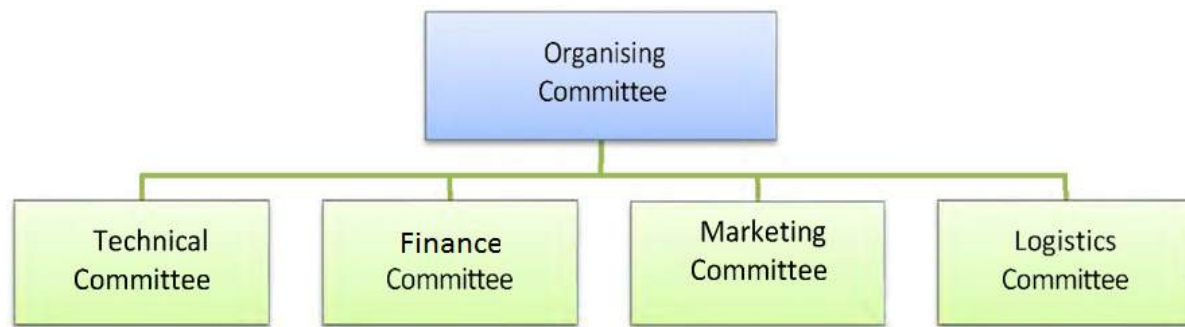 Organising
Committee
Technical
Committee
Finance
Committee
Marketing
Committee
Logistics
Committee